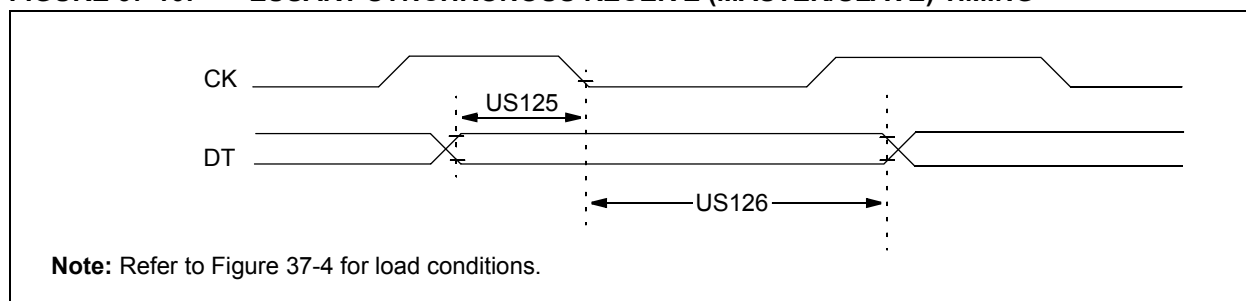 CK
US125
DT
US126
Note: Refer to Figure 37-4 for load conditions.